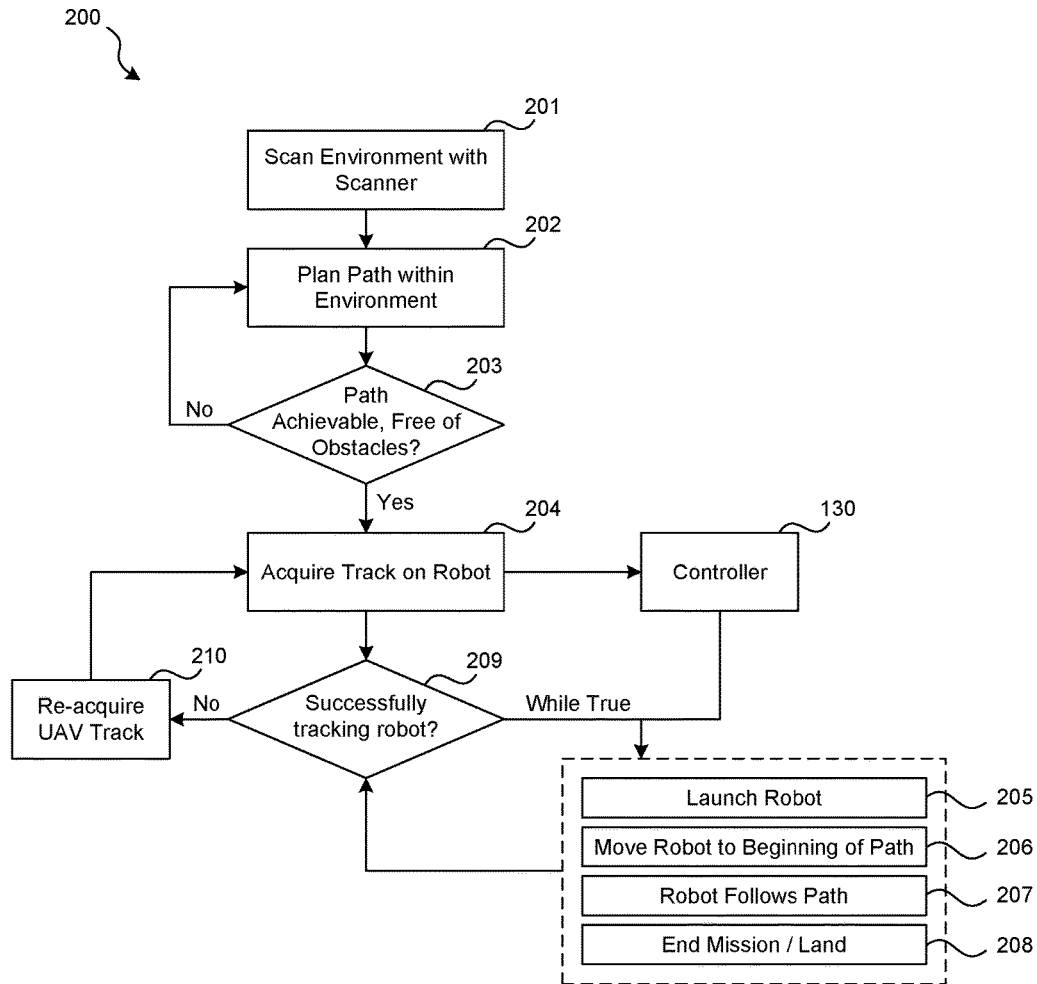 200
201
Scan Environment with
Scanner
202
Plan Path within
Environment
203
Path
Achievable, Free of
Obstacles?
No
Yes
204
Acquire Track on Robot
130
Controller
210
Re-acquire
UAV Track
No
209
Successfully
tracking robot?
While True
Launch Robot
205
Move Robot to Beginning of Path
206
Robot Follows Path
207
End Mission / Land
208